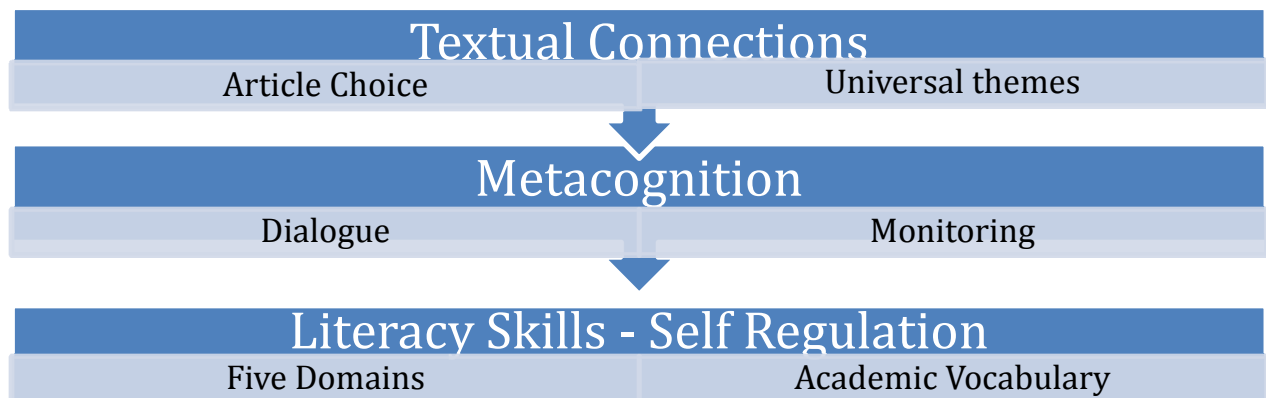 Textual Connections
Article Choice
Universal themes
Metacognition
Dialogue
Monitoring
Literacy Skills - Self Regulation
Five Domains
Academic Vocabulary